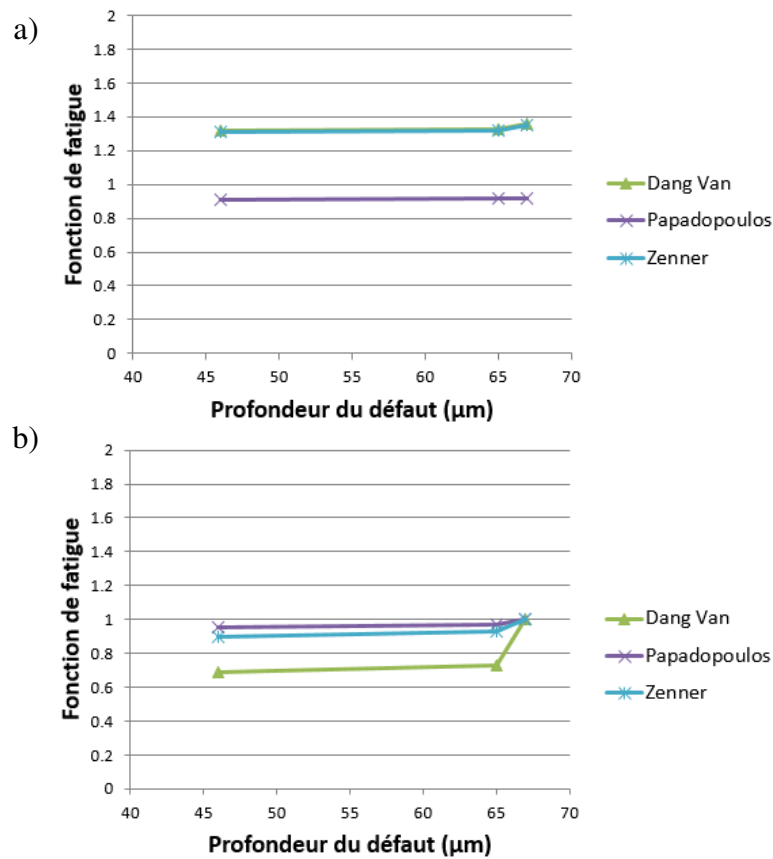 a)
Fonction de fatigue
2
1.8
1.6
1.4
1.2
1
0.8
0.6
0.4
0.2
0
40 45 50 55 60 65 70
Profondeur du défaut (µm)
Dang Van
Papadopoulos
Zenner
b)
Fonction de fatigue
2
1.8
1.6
1.4
1.2
1
0.8
0.6
0.4
0.2
0
40 45 50 55 60 65 70
Profondeur du défaut (µm)
Dang Van
Papadopoulos
Zenner